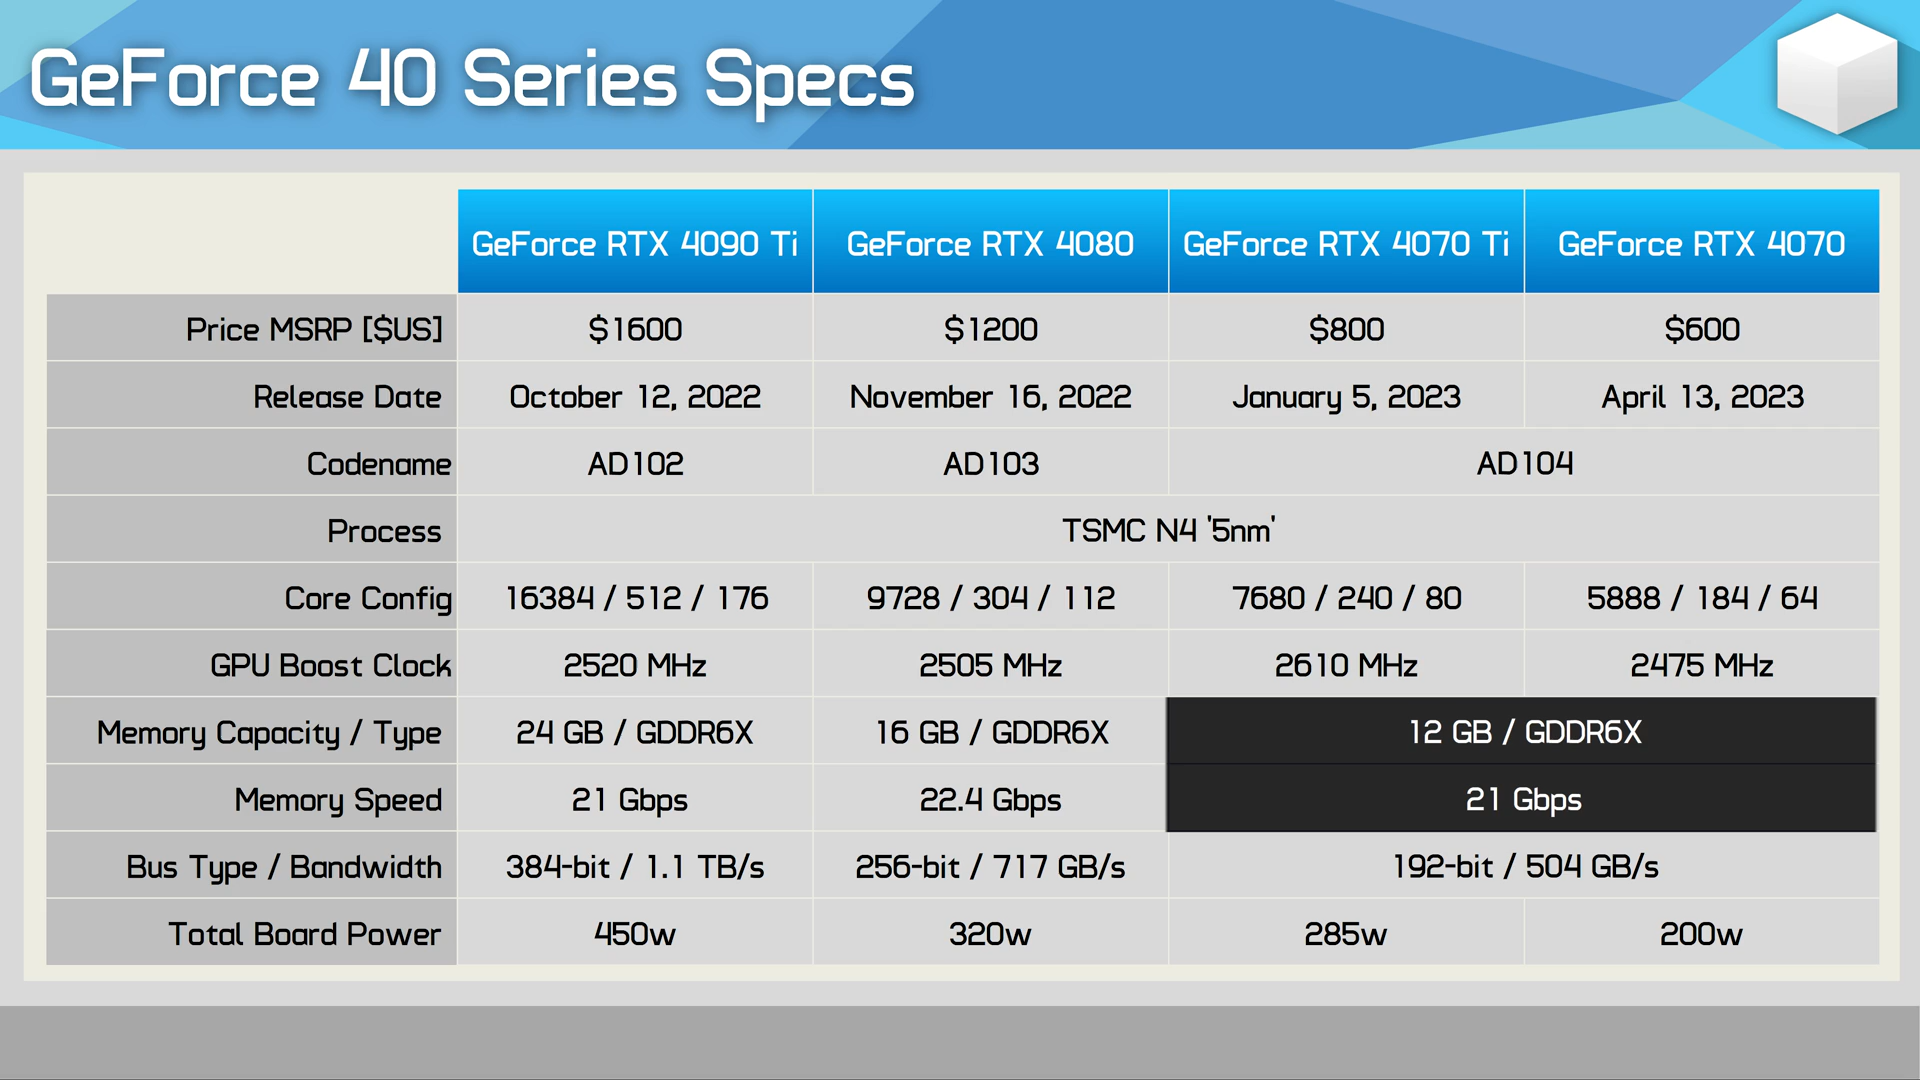 GeForce 40 Series Specs
GeForce RTX 4090 Ti GeForce RTX 4080 GeForce RTX 4070 Ti GeForce RTX 4070
Price MSRP [$US] $1600 $1200 $800 $600
Release Date October 12, 2022 November 16, 2022 January 5, 2023 April 13, 2023
Codename AD102 AD103 AD104
Process TSMC N4 '5nm'
Core Config 16384 / 512 / 176 9728 / 304 / 112 7680 / 240 / 80 5888 / 184 / 64
GPU Boost Clock 2520 MHz 2505 MHz 2610 MHz 2475 MHz
Memory Capacity / Type 24 GB / GDDR6X 16 GB / GDDR6X 12 GB / GDDR6X
Memory Speed 21 Gbps 22.4 Gbps 21 Gbps
Bus Type / Bandwidth 384-bit / 1.1 TB/s 256-bit / 717 GB/s 192-bit / 504 GB/s
Total Board Power 450w 320w 285w 200w